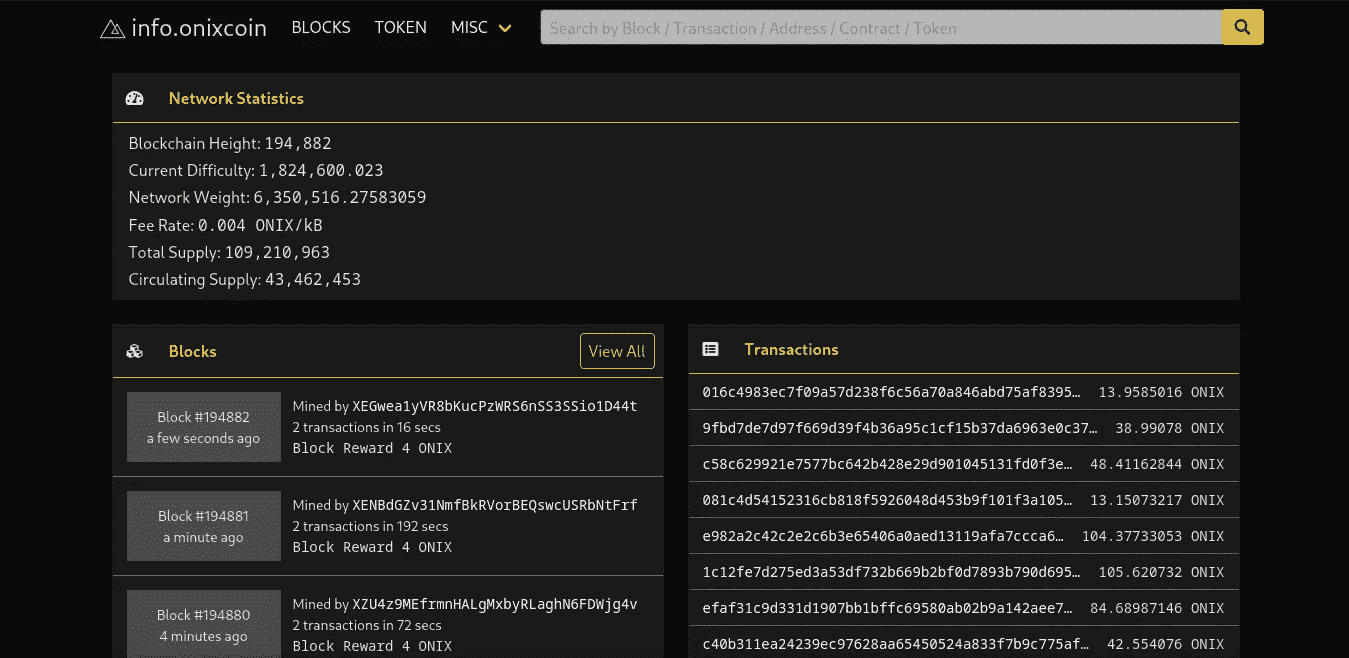 info.onixcoin BLOCKS TOKEN MISC Search by Block / Transaction / Address / Contract / Token
Network Statistics
Blockchain Height: 194,882
Current Difficulty: 1,824,600.023
Network Weight: 6,350,516.27583059
Fee Rate: 0.004 ONIX/kB
Total Supply: 109,210,963
Circulating Supply: 43,462,453
Blocks View All
Block #194882
a few seconds ago
Mined by XEGwea1yVR8bKucPzWRS6nSS3SSio1D44t
2 transactions in 16 secs
Block Reward 4 ONIX
Block #194881
a minute ago
Mined by XENBdGZv31NmfBkRVorBEQswcUSRbNtFrf
2 transactions in 192 secs
Block Reward 4 ONIX
Block #194880
4 minutes ago
Mined by XZU4z9MEfrmnHALgMxbyRLaghN6FDWjg4v
2 transactions in 72 secs
Block Reward 4 ONIX
Transactions
016c4983ec7f09a57d238f6c56a70a846abd75af8395… 13.9585016 ONIX
9fbd7de7d97f669d39f4b36a95c1cf15b37da6963e0c37… 38.99078 ONIX
c58c629921e7577bc642b428e29d901045131fd0f3e… 48.41162844 ONIX
081c4d54152316cb818f5926048d453b9f101f3a105… 13.15073217 ONIX
e982a2c42c2e2c6b3e65406a0aed13119afa7ccca6… 104.37733053 ONIX
1c12fe7d275ed3a53df732b669b2bf0d7893b790d695… 105.620732 ONIX
efaf31c9d331d1907bb1bffc69580ab02b9a142aee7… 84.68987146 ONIX
c40b311ea24239ec97628aa65450524a833f7b9c775af… 42.554076 ONIX